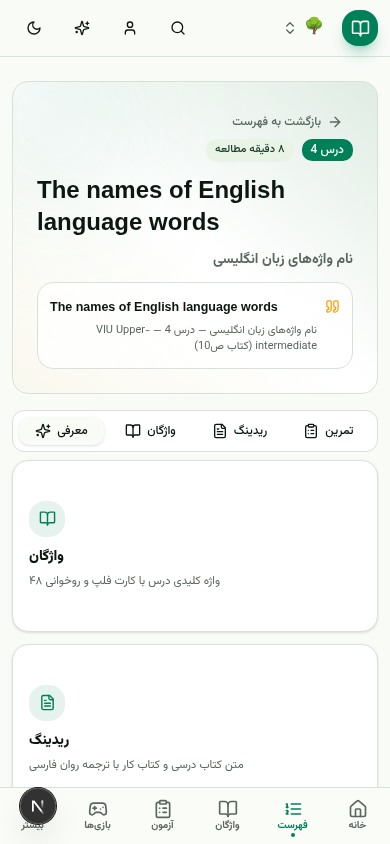 بازگشت به فهرست
درس 4
۸ دقیقه مطالعه
The names of English
language words
نام واژه‌های زبان انگلیسی
The names of English language words
نام واژه‌های زبان انگلیسی — درس 4 — VIU Upper-
intermediate (کتاب ص10)
معرفی
واژگان
ریدینگ
تمرین
واژگان
۴۸ واژه کلیدی درس با کارت فلپ و روخوانی
ریدینگ
متن کتاب درسی و کتاب کار با ترجمه روان فارسی
خانه
فهرست
واژگان
آزمون
بازی‌ها
بیشتر
N